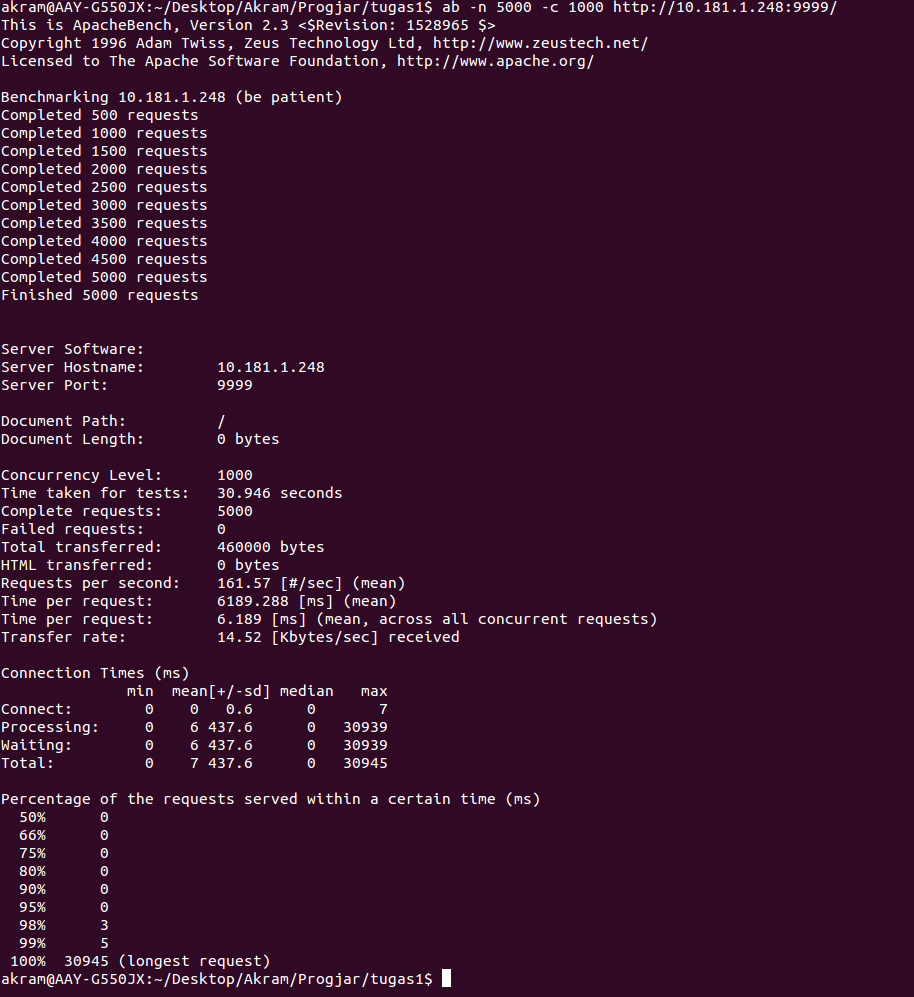 akram@AAY-G550JX:~/Desktop/Akram/Progjar/tugas1$ ab -n 5000 -c 1000 http://10.181.1.248:9999/
This is ApacheBench, Version 2.3 <$Revision: 1528965 $>
Copyright 1996 Adam Twiss, Zeus Technology Ltd, http://www.zeustech.net/
Licensed to The Apache Software Foundation, http://www.apache.org/

Benchmarking 10.181.1.248 (be patient)
Completed 500 requests
Completed 1000 requests
Completed 1500 requests
Completed 2000 requests
Completed 2500 requests
Completed 3000 requests
Completed 3500 requests
Completed 4000 requests
Completed 4500 requests
Completed 5000 requests
Finished 5000 requests


Server Software:
Server Hostname:        10.181.1.248
Server Port:            9999

Document Path:          /
Document Length:        0 bytes

Concurrency Level:      1000
Time taken for tests:   30.946 seconds
Complete requests:      5000
Failed requests:        0
Total transferred:      460000 bytes
HTML transferred:       0 bytes
Requests per second:    161.57 [#/sec] (mean)
Time per request:       6189.288 [ms] (mean)
Time per request:       6.189 [ms] (mean, across all concurrent requests)
Transfer rate:          14.52 [Kbytes/sec] received

Connection Times (ms)
              min  mean[+/-sd] median   max
Connect:        0    0   0.6      0       7
Processing:     0    6 437.6      0   30939
Waiting:        0    6 437.6      0   30939
Total:          0    7 437.6      0   30945

Percentage of the requests served within a certain time (ms)
  50%      0
  66%      0
  75%      0
  80%      0
  90%      0
  95%      0
  98%      3
  99%      5
 100%  30945 (longest request)
akram@AAY-G550JX:~/Desktop/Akram/Progjar/tugas1$